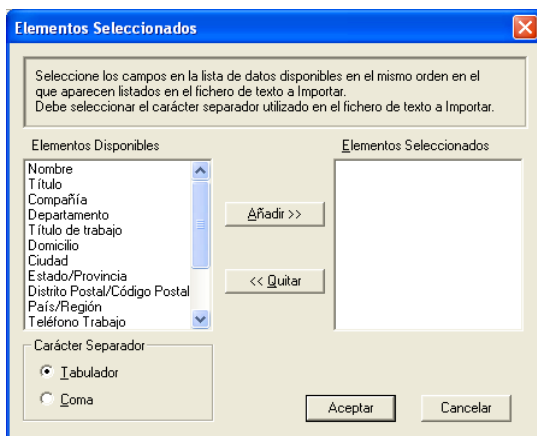 Elementos Seleccionados
Seleccione los campos en la lista de datos disponibles en el mismo orden en el
que aparecen listados en el fichero de texto a Importar.
Debe seleccionar el carácter separador utilizado en el fichero de texto a Importar.
Elementos Disponibles
Elementos Seleccionados
Nombre
Título
Compañía
Departamento
Título de trabajo
Domicilio
Ciudad
Estado/Provincia
Distrito Postal/Código Postal
País/Región
Teléfono Trabajo
Añadir >>
<< Quitar
Carácter Separador
Tabulador
Coma
Aceptar
Cancelar